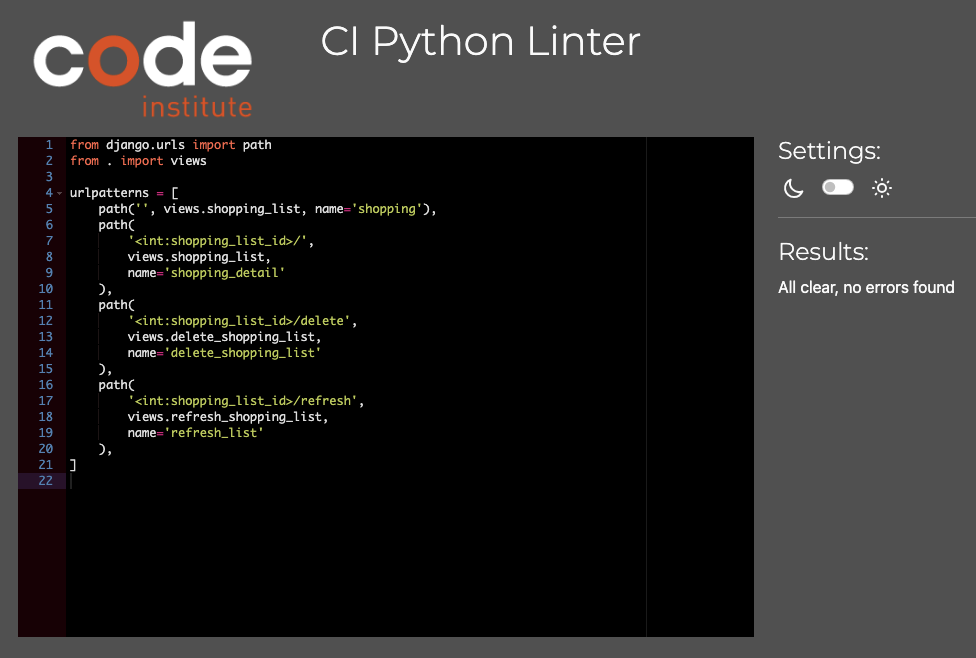 code
institute
CI Python Linter
1 from django.urls import path
2 from . import views
3
4 urlpatterns = [
5     path('', views.shopping_list, name='shopping'),
6     path(
7         '<int:shopping_list_id>/',
8         views.shopping_list,
9         name='shopping_detail'
10     ),
11     path(
12         '<int:shopping_list_id>/delete',
13         views.delete_shopping_list,
14         name='delete_shopping_list'
15     ),
16     path(
17         '<int:shopping_list_id>/refresh',
18         views.refresh_shopping_list,
19         name='refresh_list'
20     ),
21 ]
22
Settings:
Results:
All clear, no errors found